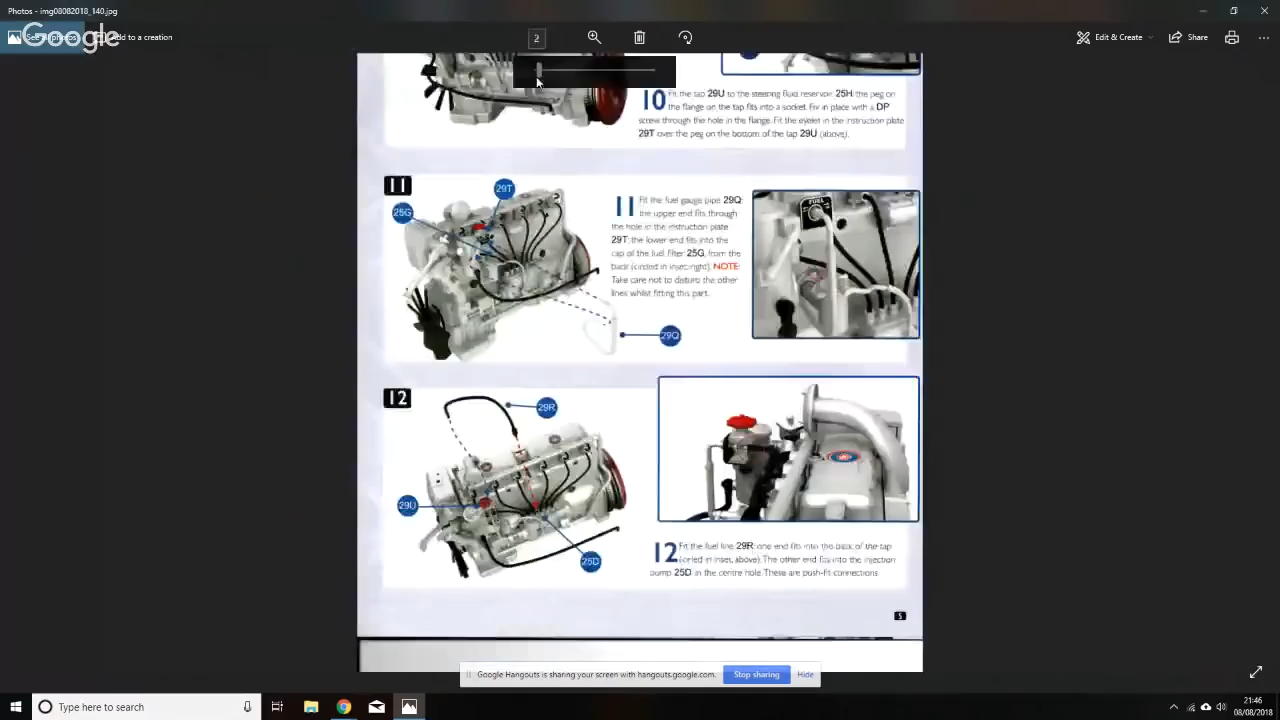 Photos - img08082018_140.jpg
See all photos
Google
Add to a creation
2
Edit & Create
Share
10 Fit the tap 29U to the steering fluid reservoir 25H: the peg on
the flange on the tap fits into a socket. Fix in place with a DP
screw through the hole in the flange. Fit the eyelet in the instruction plate
29T over the peg on the bottom of the tap 29U (above).
11
29T
25G
29Q
11 Fit the fuel gauge pipe 29Q:
the upper end fits through
the hole in the instruction plate
29T; the lower end fits into the
cap of the fuel filter 25G, from the
back (circled in inset, right). NOTE:
Take care not to disturb the other
lines whilst fitting this part.
FUEL
12
29R
29U
25D
12 Fit the fuel line 29R: one end fits into the back of the tap
(circled in inset, above). The other end fits into the injection
pump 25D in the centre hole. These are push-fit connections.
5
Google Hangouts is sharing your screen with hangouts.google.com.
Stop sharing
Hide
Type here to search
21:46
08/08/2018